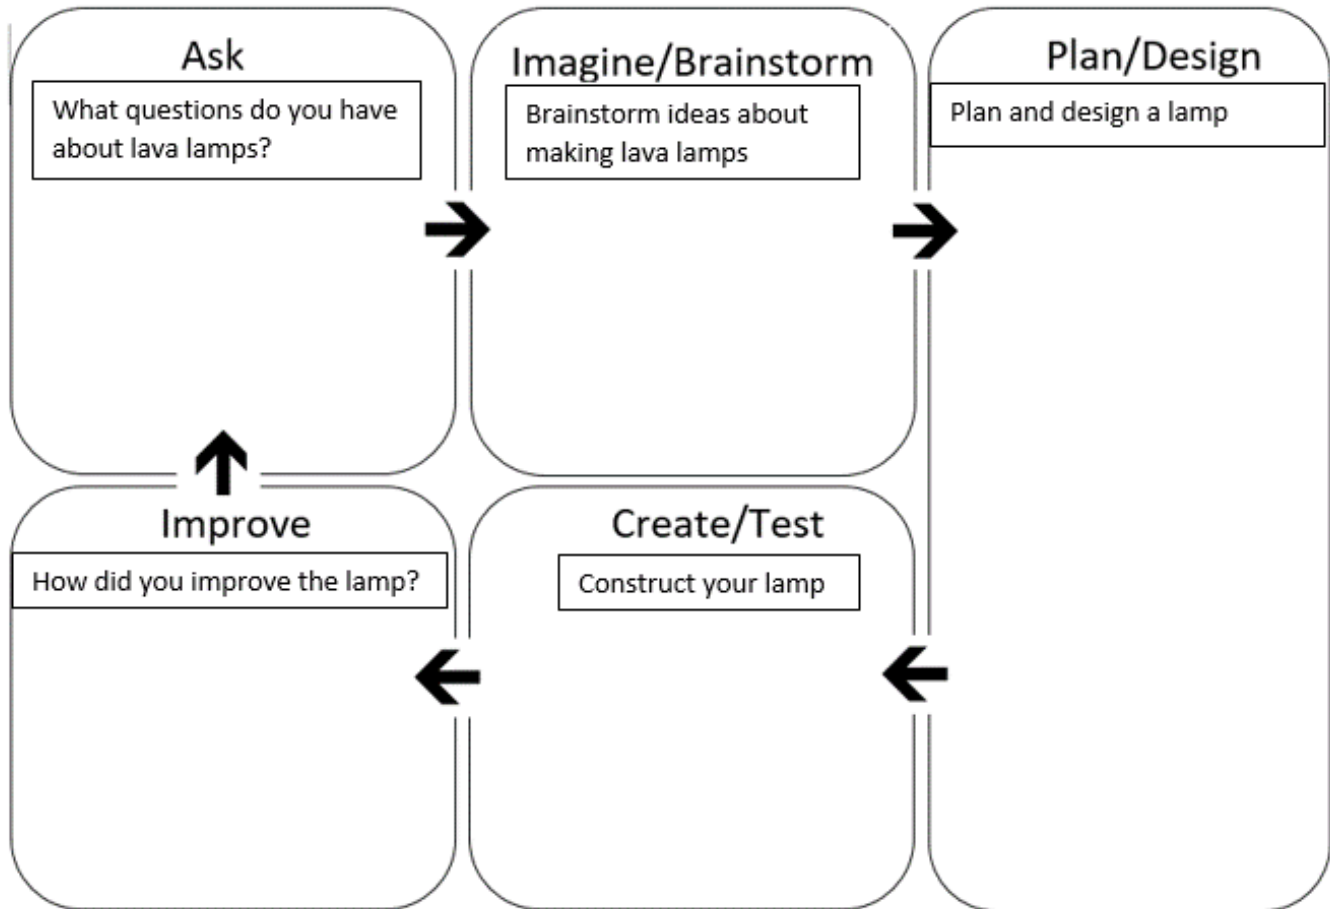 Ask
What questions do you have
about lava lamps?
Imagine/Brainstorm
Brainstorm ideas about
making lava lamps
Plan/Design
Plan and design a lamp
Create/Test
Construct your lamp
Improve
How did you improve the lamp?